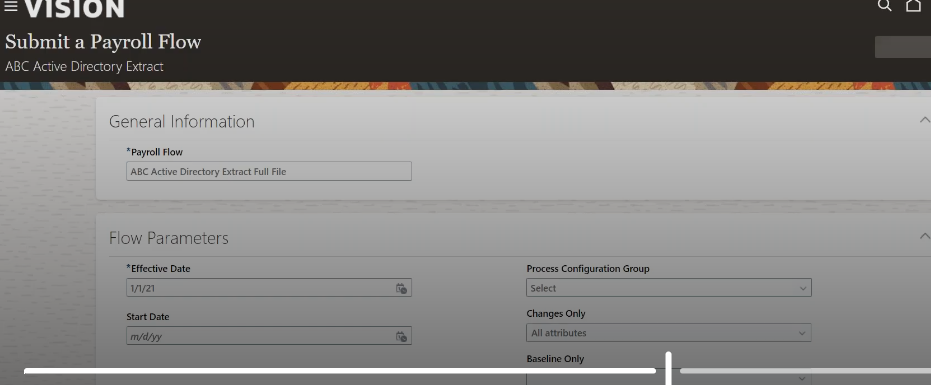 VISION
Submit a Payroll Flow
ABC Active Directory Extract
General Information
*Payroll Flow
ABC Active Directory Extract Full File
Flow Parameters
*Effective Date
1/1/21
Start Date
m/d/yy
Process Configuration Group
Select
Changes Only
All attributes
Baseline Only